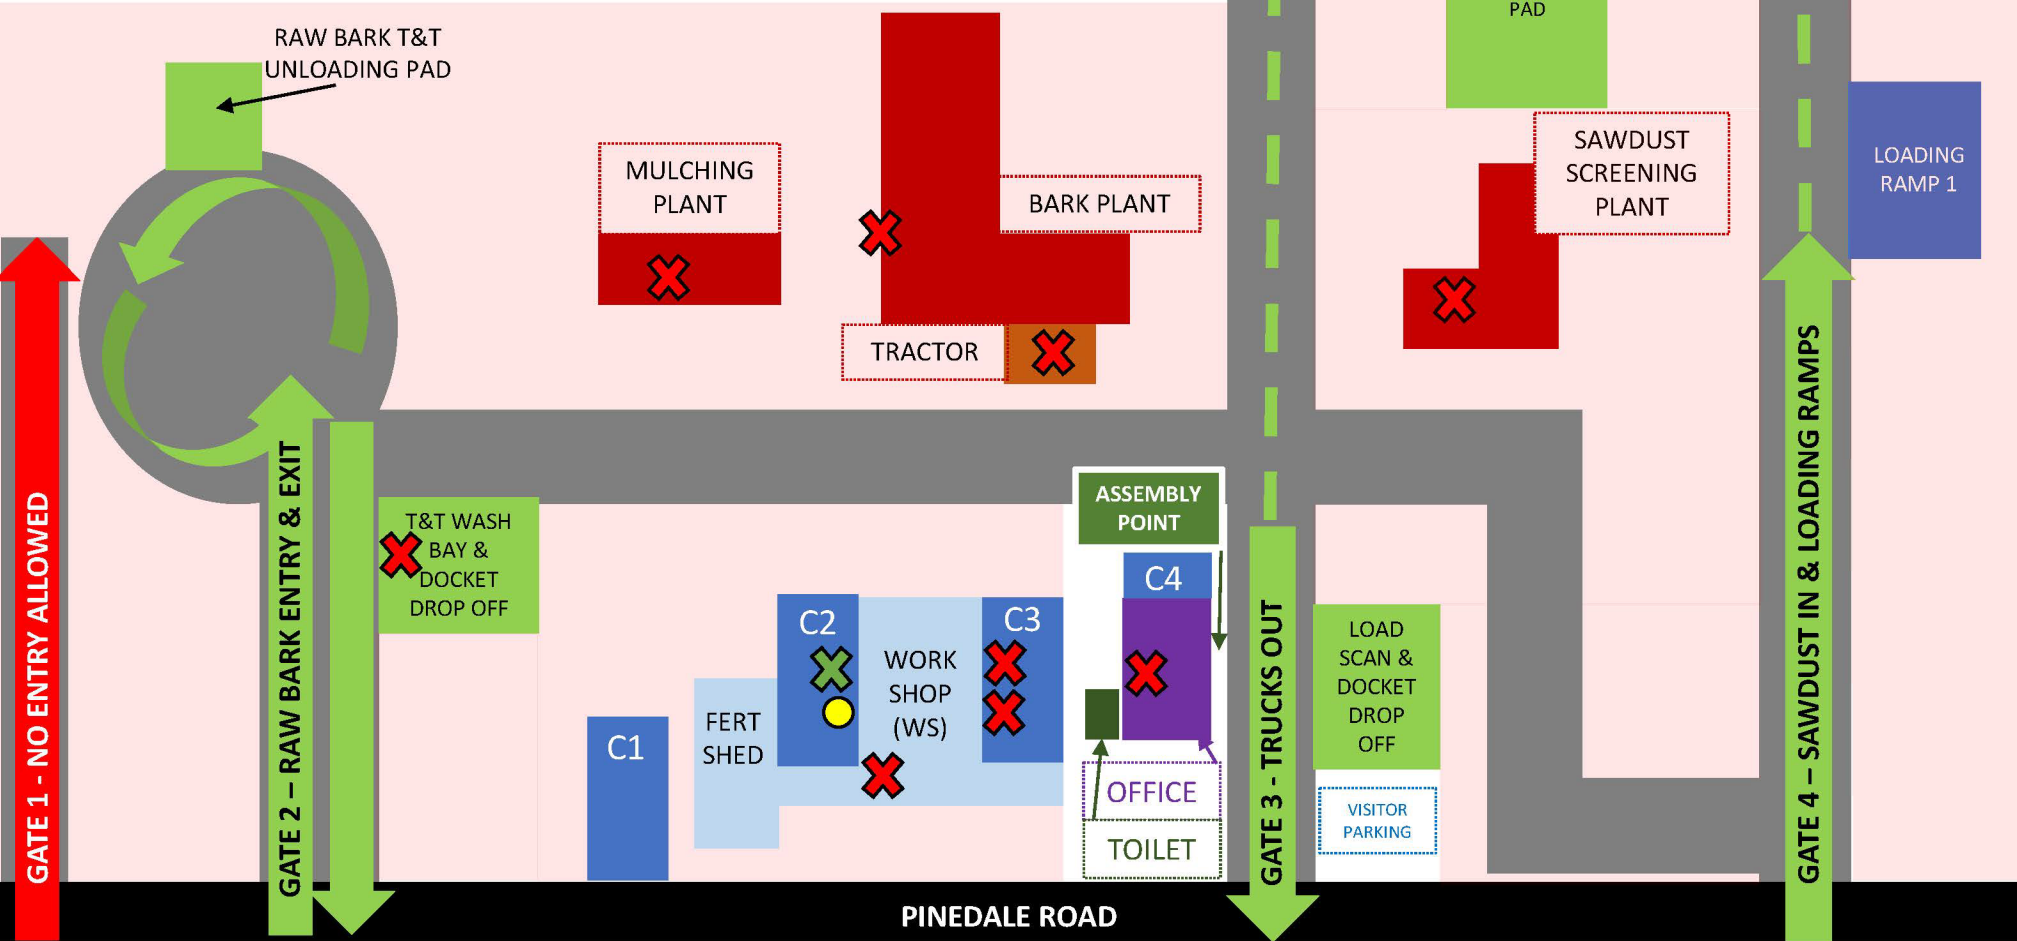 PAD
RAW BARK T&T
UNLOADING PAD
MULCHING
PLANT
BARK PLANT
SAWDUST
SCREENING
PLANT
LOADING
RAMP 1
TRACTOR
GATE 1 - NO ENTRY ALLOWED
GATE 2 – RAW BARK ENTRY & EXIT
T&T WASH
BAY &
DOCKET
DROP OFF
ASSEMBLY
POINT
C4
C2
C3
WORK
SHOP
(WS)
FERT
SHED
C1
OFFICE
TOILET
GATE 3 - TRUCKS OUT
LOAD
SCAN &
DOCKET
DROP
OFF
VISITOR
PARKING
GATE 4 – SAWDUST IN & LOADING RAMPS
PINEDALE ROAD